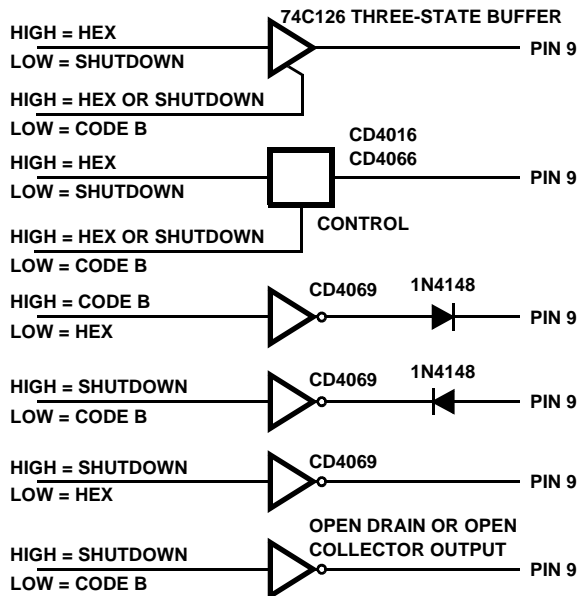 74C126 THREE-STATE BUFFER
HIGH = HEX
LOW = SHUTDOWN
PIN 9
HIGH = HEX OR SHUTDOWN
LOW = CODE B
CD4016
CD4066
HIGH = HEX
LOW = SHUTDOWN
PIN 9
CONTROL
HIGH = HEX OR SHUTDOWN
LOW = CODE B
CD4069
1N4148
HIGH = CODE B
LOW = HEX
PIN 9
CD4069
1N4148
HIGH = SHUTDOWN
LOW = CODE B
PIN 9
CD4069
HIGH = SHUTDOWN
LOW = HEX
PIN 9
OPEN DRAIN OR OPEN
COLLECTOR OUTPUT
HIGH = SHUTDOWN
LOW = CODE B
PIN 9